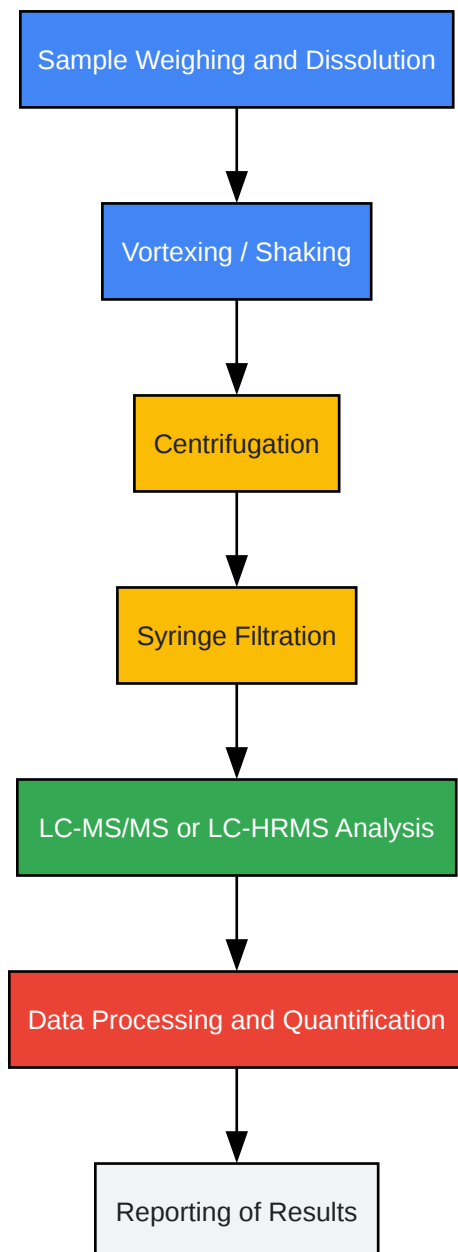 Sample Weighing and Dissolution
Vortexing / Shaking
Centrifugation
Syringe Filtration
LC-MS/MS or LC-HRMS Analysis
Data Processing and Quantification
Reporting of Results